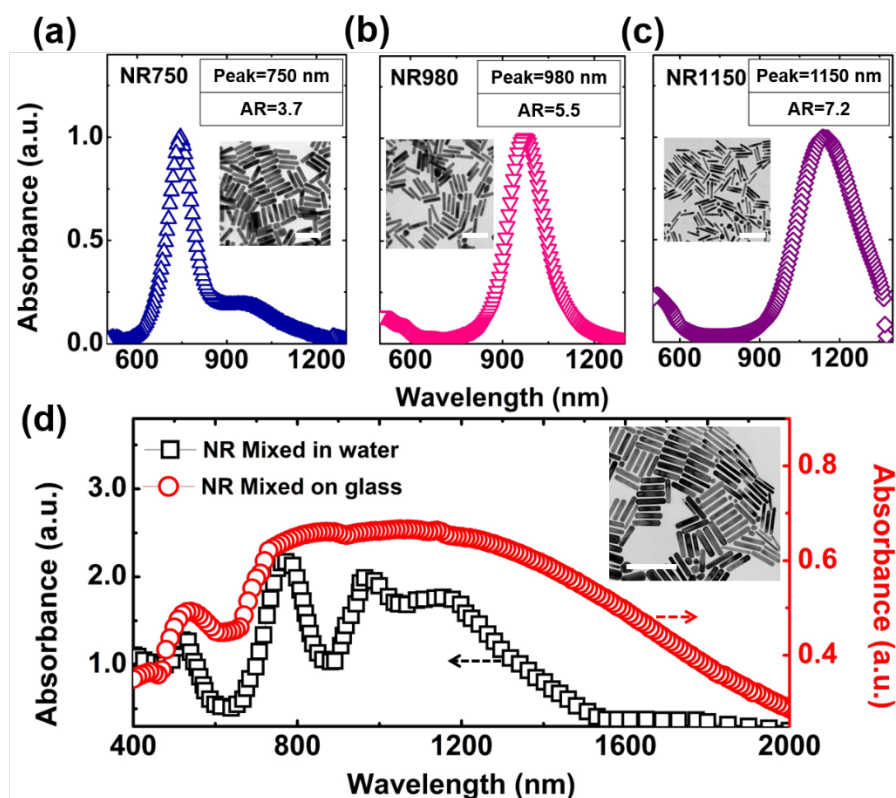 (a)
(b)
(c)
NR750
Peak=750 nm
AR=3.7
NR980
Peak=980 nm
AR=5.5
NR1150
Peak=1150 nm
AR=7.2
Absorbance (a.u.)
1.0
0.5
0.0
600 900 1200
600 900 1200
600 900 1200
Wavelength (nm)
(d)
NR Mixed in water
NR Mixed on glass
Absorbance (a.u.)
3.0
2.0
1.0
0.8
0.6
0.4
Absorbance (a.u.)
400 800 1200 1600 2000
Wavelength (nm)